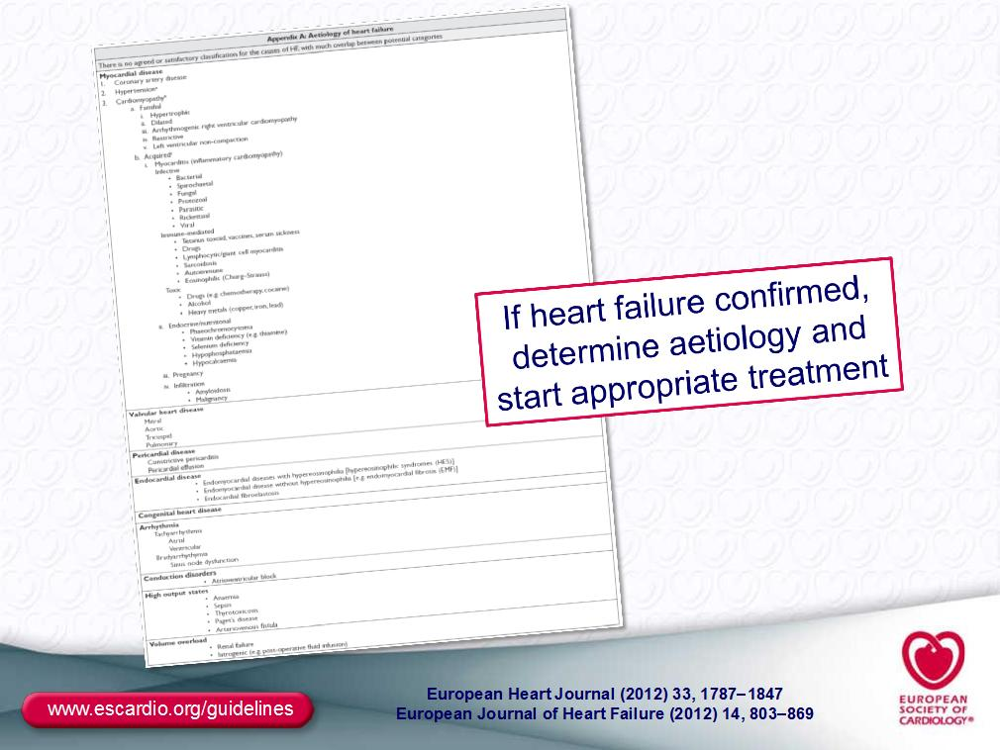 Appendix A: Aetiology of heart failure
There is no agreed or satisfactory classification for the causes of HF, with much overlap between potential categories
Myocardial disease
1. Coronary artery disease
2. Hypertension
3. Cardiomyopathy
a. Familial
i. Hypertrophic
ii. Dilated
iii. Arrhythmogenic right ventricular cardiomyopathy
iv. Restrictive
v. Left ventricular non-compaction
b. Acquired
i. Myocarditis (inflammatory cardiomyopathy)
Infective
• Bacterial
• Spirochaetal
• Fungal
• Protozoal
• Parasitic
• Rickettsial
• Viral
Immune-mediated
• Tetanus toxoid, vaccines, serum sickness
• Drugs
• Lymphocytic/giant cell myocarditis
• Sarcoidosis
• Autoimmune
• Eosinophilic (Churg–Strauss)
Toxic
• Drugs (e.g. chemotherapy, cocaine)
• Alcohol
• Heavy metals (copper, iron, lead)
ii. Endocrine/nutritional
• Phaeochromocytoma
• Vitamin deficiency (e.g. thiamine)
• Selenium deficiency
• Hypophosphataemia
• Hypocalcaemia
iii. Pregnancy
iv. Infiltration
• Amyloidosis
• Malignancy
Valvular heart disease
Mitral
Aortic
Tricuspid
Pulmonary
Pericardial disease
Constrictive pericarditis
Pericardial effusion
Endocardial disease
• Endomyocardial diseases with hypereosinophilia [hypereosinophilic syndromes (HES)]
• Endomyocardial disease without hypereosinophilia [e.g. endomyocardial fibrosis (EMF)]
• Endocardial fibroelastosis
Congenital heart disease
Arrhythmia
Tachyarrhythmia
Atrial
Ventricular
Bradyarrhythmia
Sinus node dysfunction
Conduction disorders
• Atrioventricular block
High output states
• Anaemia
• Sepsis
• Thyrotoxicosis
• Paget's disease
• Arteriovenous fistula
Volume overload
• Renal failure
• Iatrogenic (e.g. post-operative fluid infusion)
If heart failure confirmed,
determine aetiology and
start appropriate treatment
www.escardio.org/guidelines
European Heart Journal (2012) 33, 1787–1847
European Journal of Heart Failure (2012) 14, 803–869
EUROPEAN
SOCIETY OF
CARDIOLOGY®